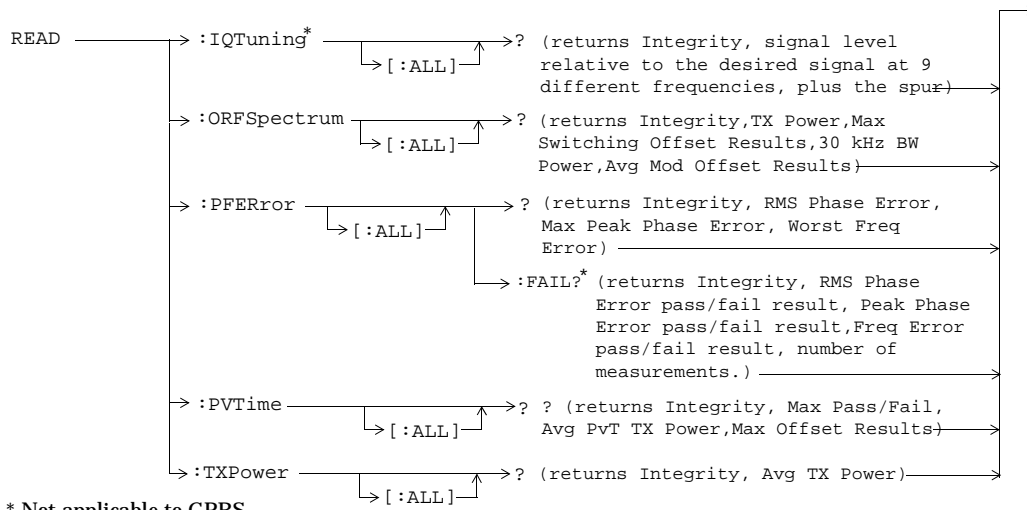 READ :IQTuning* [:ALL] ? (returns Integrity, signal level
relative to the desired signal at 9
different frequencies, plus the spur)
:ORFSpectrum [:ALL] ? (returns Integrity,TX Power,Max
Switching Offset Results,30 kHz BW
Power,Avg Mod Offset Results)
:PFERror [:ALL] ? (returns Integrity, RMS Phase Error,
Max Peak Phase Error, Worst Freq
Error)
:FAIL?* (returns Integrity, RMS Phase
Error pass/fail result, Peak Phase
Error pass/fail result,Freq Error
pass/fail result, number of
measurements.)
:PVTime [:ALL] ? ? (returns Integrity, Max Pass/Fail,
Avg PvT TX Power,Max Offset Results)
:TXPower [:ALL] ? (returns Integrity, Avg TX Power)
* Not applicable to GPRS